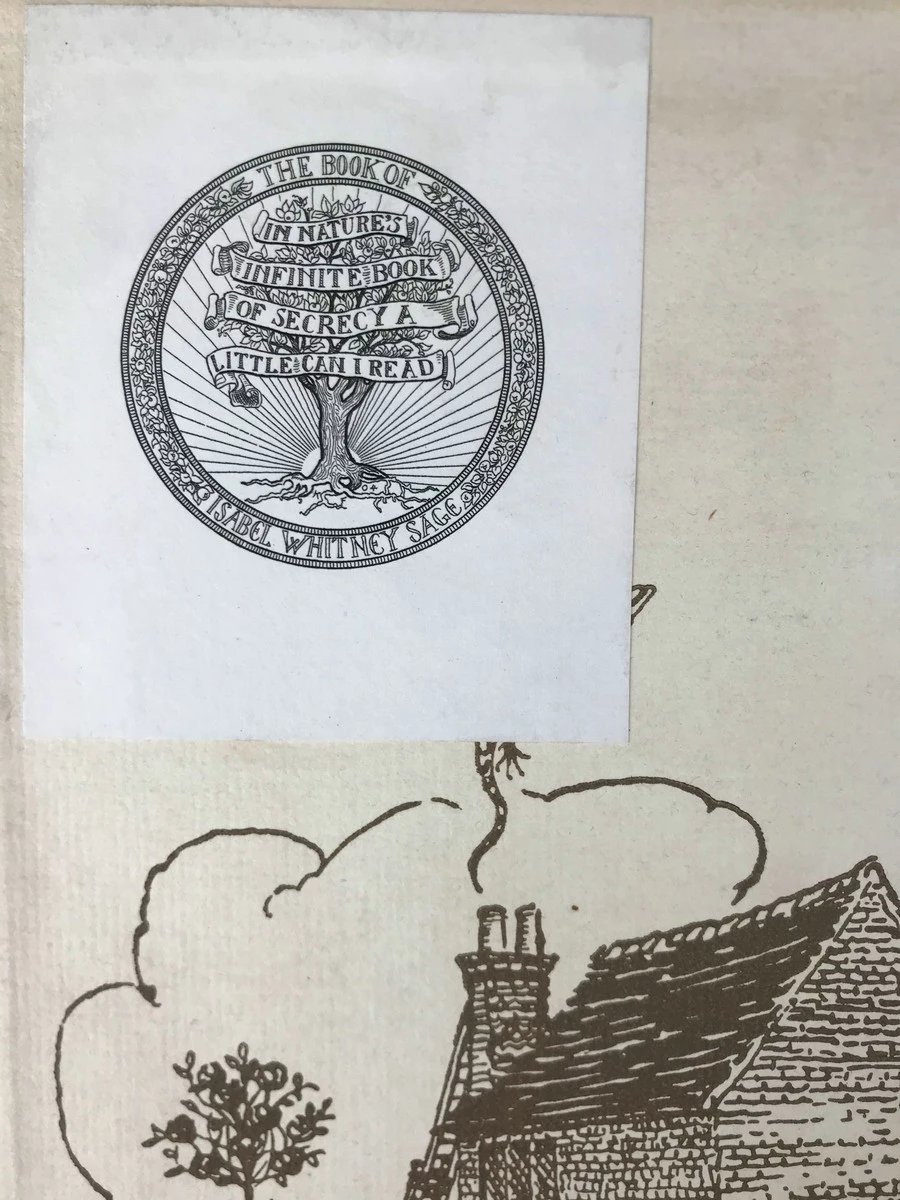 THE BOOK OF
IN NATURE'S
INFINITE BOOK
OF SECRECY A
LITTLE CAN I READ
ISABEL WHITNEY SAGE